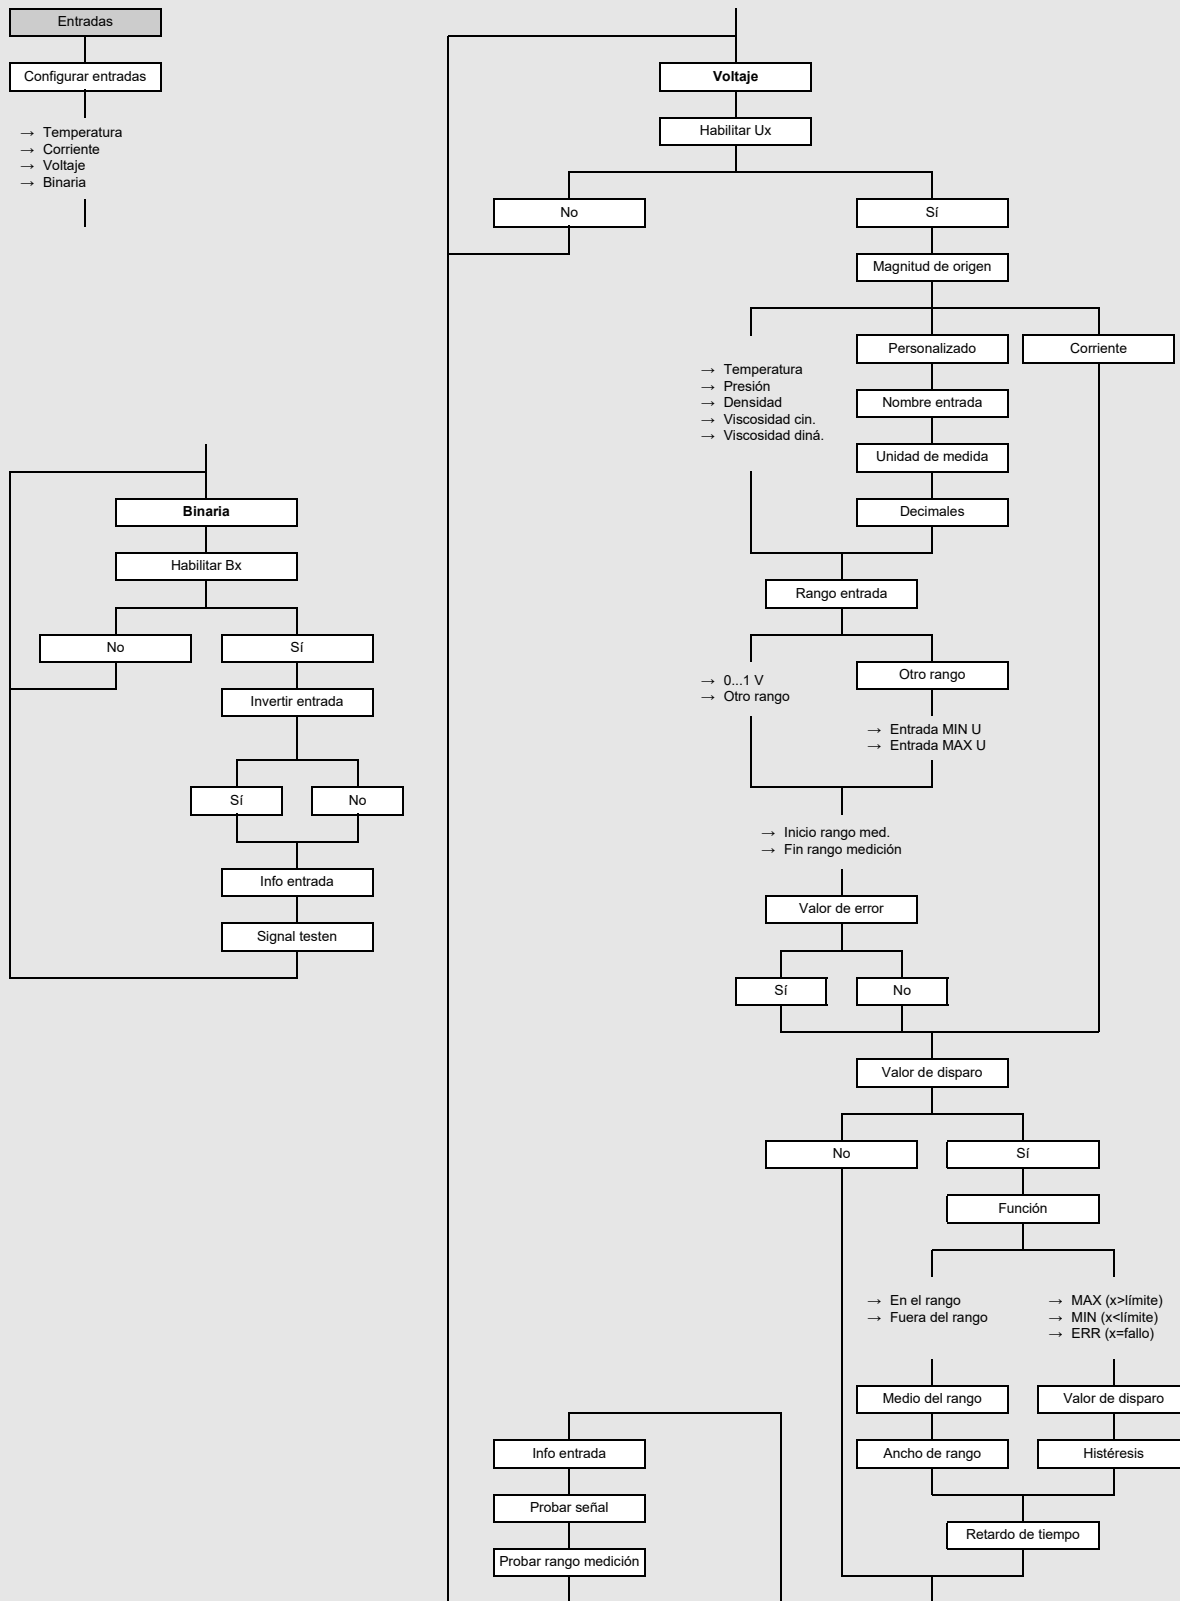 Entradas
Configurar entradas
→ Temperatura
→ Corriente
→ Voltaje
→ Binaria
Binaria
Habilitar Bx
No
Sí
Invertir entrada
Sí
No
Info entrada
Signal testen
Voltaje
Habilitar Ux
No
Sí
Magnitud de origen
Personalizado
Corriente
→ Temperatura
→ Presión
→ Densidad
→ Viscosidad cin.
→ Viscosidad diná.
Nombre entrada
Unidad de medida
Decimales
Rango entrada
→ 0...1 V
→ Otro rango
Otro rango
→ Entrada MIN U
→ Entrada MAX U
→ Inicio rango med.
→ Fin rango medición
Valor de error
Sí
No
Valor de disparo
No
Sí
Función
→ En el rango
→ Fuera del rango
→ MAX (x>límite)
→ MIN (x<límite)
→ ERR (x=fallo)
Medio del rango
Valor de disparo
Ancho de rango
Histéresis
Retardo de tiempo
Info entrada
Probar señal
Probar rango medición